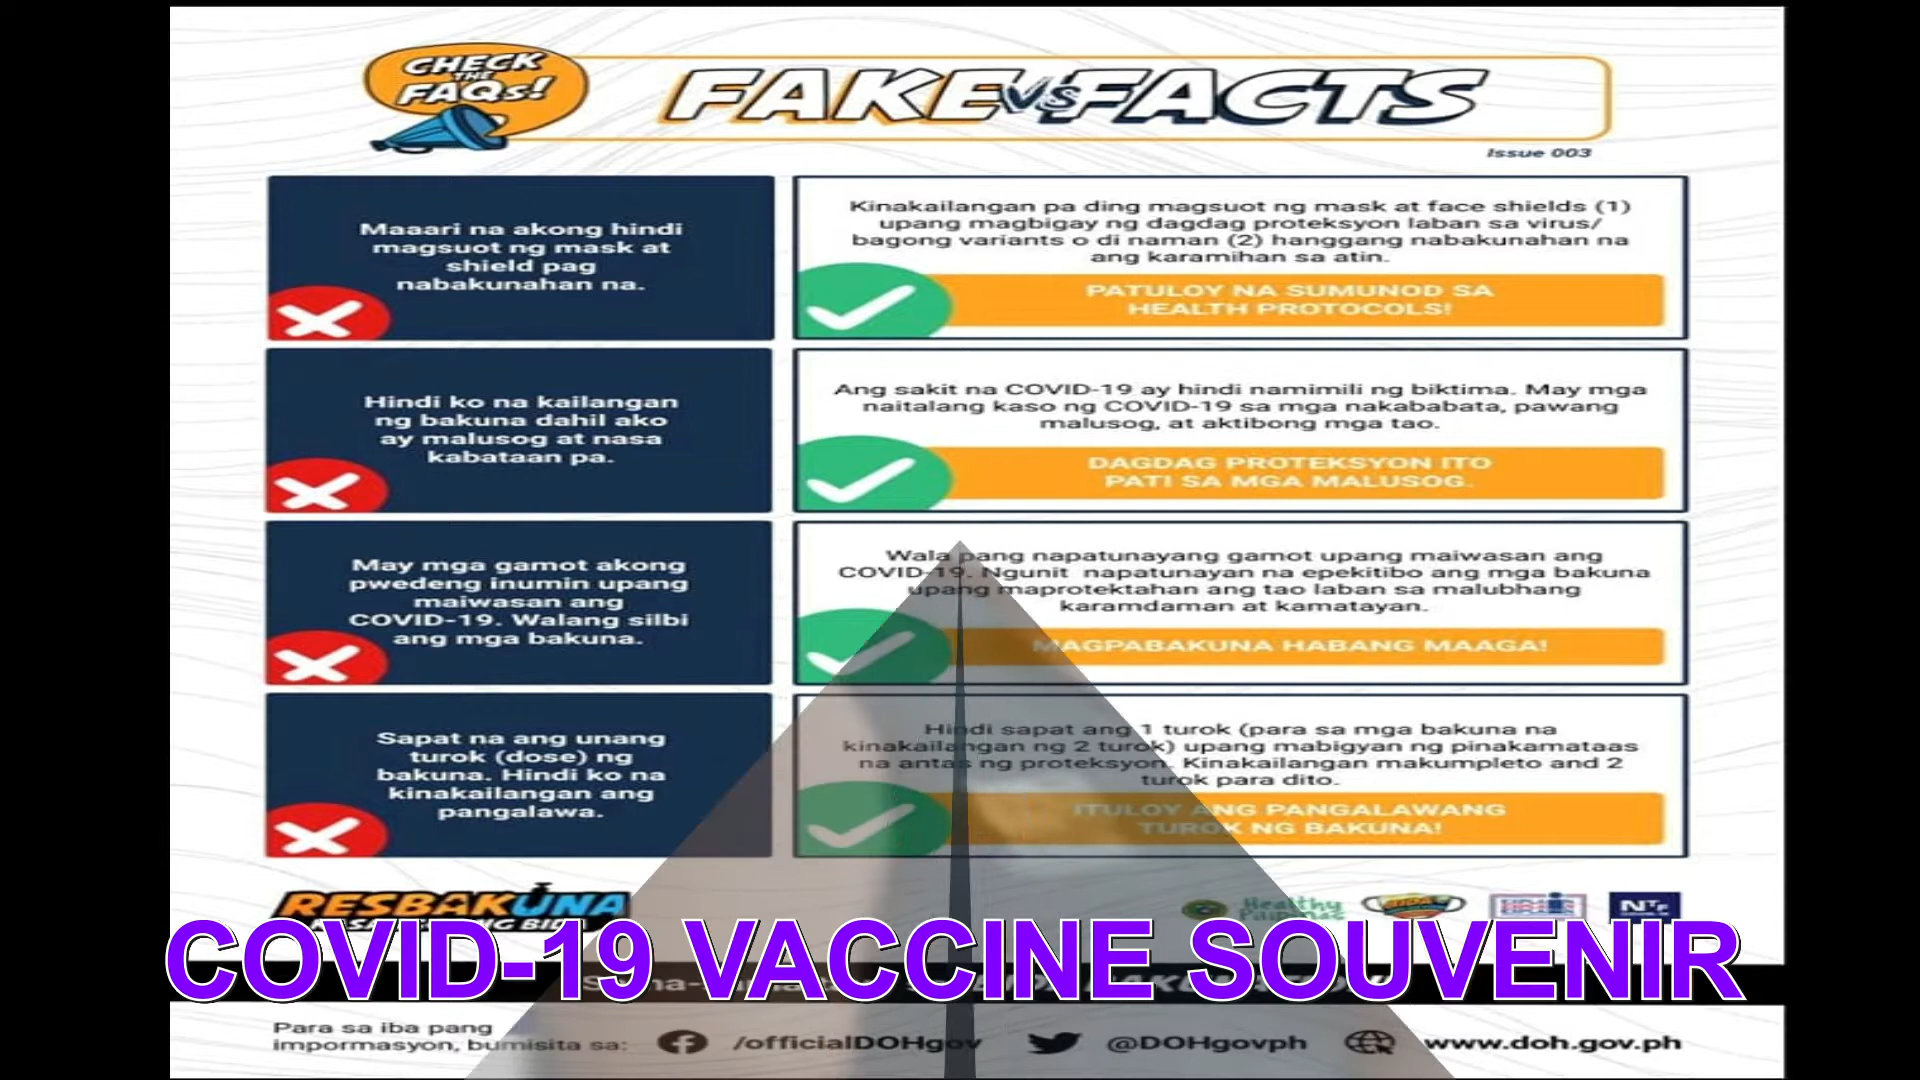 CHECK
THE
FAQs!
FAKE vs FACTS
Issue 003
Maaari na akong hindi
magsuot ng mask at
shield pag
nabakunahan na.
Kinakailangan pa ding magsuot ng mask at face shields (1)
upang magbigay ng dagdag proteksyon laban sa virus/
bagong variants o di naman (2) hanggang nabakunahan na
ang karamihan sa atin.
PATULOY NA SUMUNOD SA
HEALTH PROTOCOLS!
Hindi ko na kailangan
ng bakuna dahil ako
ay malusog at nasa
kabataan pa.
Ang sakit na COVID-19 ay hindi namimili ng biktima. May mga
naitalang kaso ng COVID-19 sa mga nakababata, pawang
malusog, at aktibong mga tao.
DAGDAG PROTEKSYON ITO
PATI SA MGA MALUSOG.
May mga gamot akong
pwedeng inumin upang
maiwasan ang
COVID-19. Walang silbi
ang mga bakuna.
Wala pang napatunayang gamot upang maiwasan ang
COVID-19. Ngunit napatunayan na epekitibo ang mga bakuna
upang maprotektahan ang tao laban sa malubhang
karamdaman at kamatayan.
MAGPABAKUNA HABANG MAAGA!
Sapat na ang unang
turok (dose) ng
bakuna. Hindi ko na
kinakailangan ang
pangalawa.
Hindi sapat ang 1 turok (para sa mga bakuna na
kinakailangan ng 2 turok) upang mabigyan ng pinakamataas
na antas ng proteksyon. Kinakailangan makumpleto and 2
turok para dito.
ITULOY ANG PANGALAWANG
TUROK NG BAKUNA!
RESBAKUNA
Healthy
Pilipinas
BIDA
NTF
COVID-19 VACCINE SOUVENIR
Para sa iba pang
impormasyon, bumisita sa:
/officialDOHgov
@DOHgovph
www.doh.gov.ph